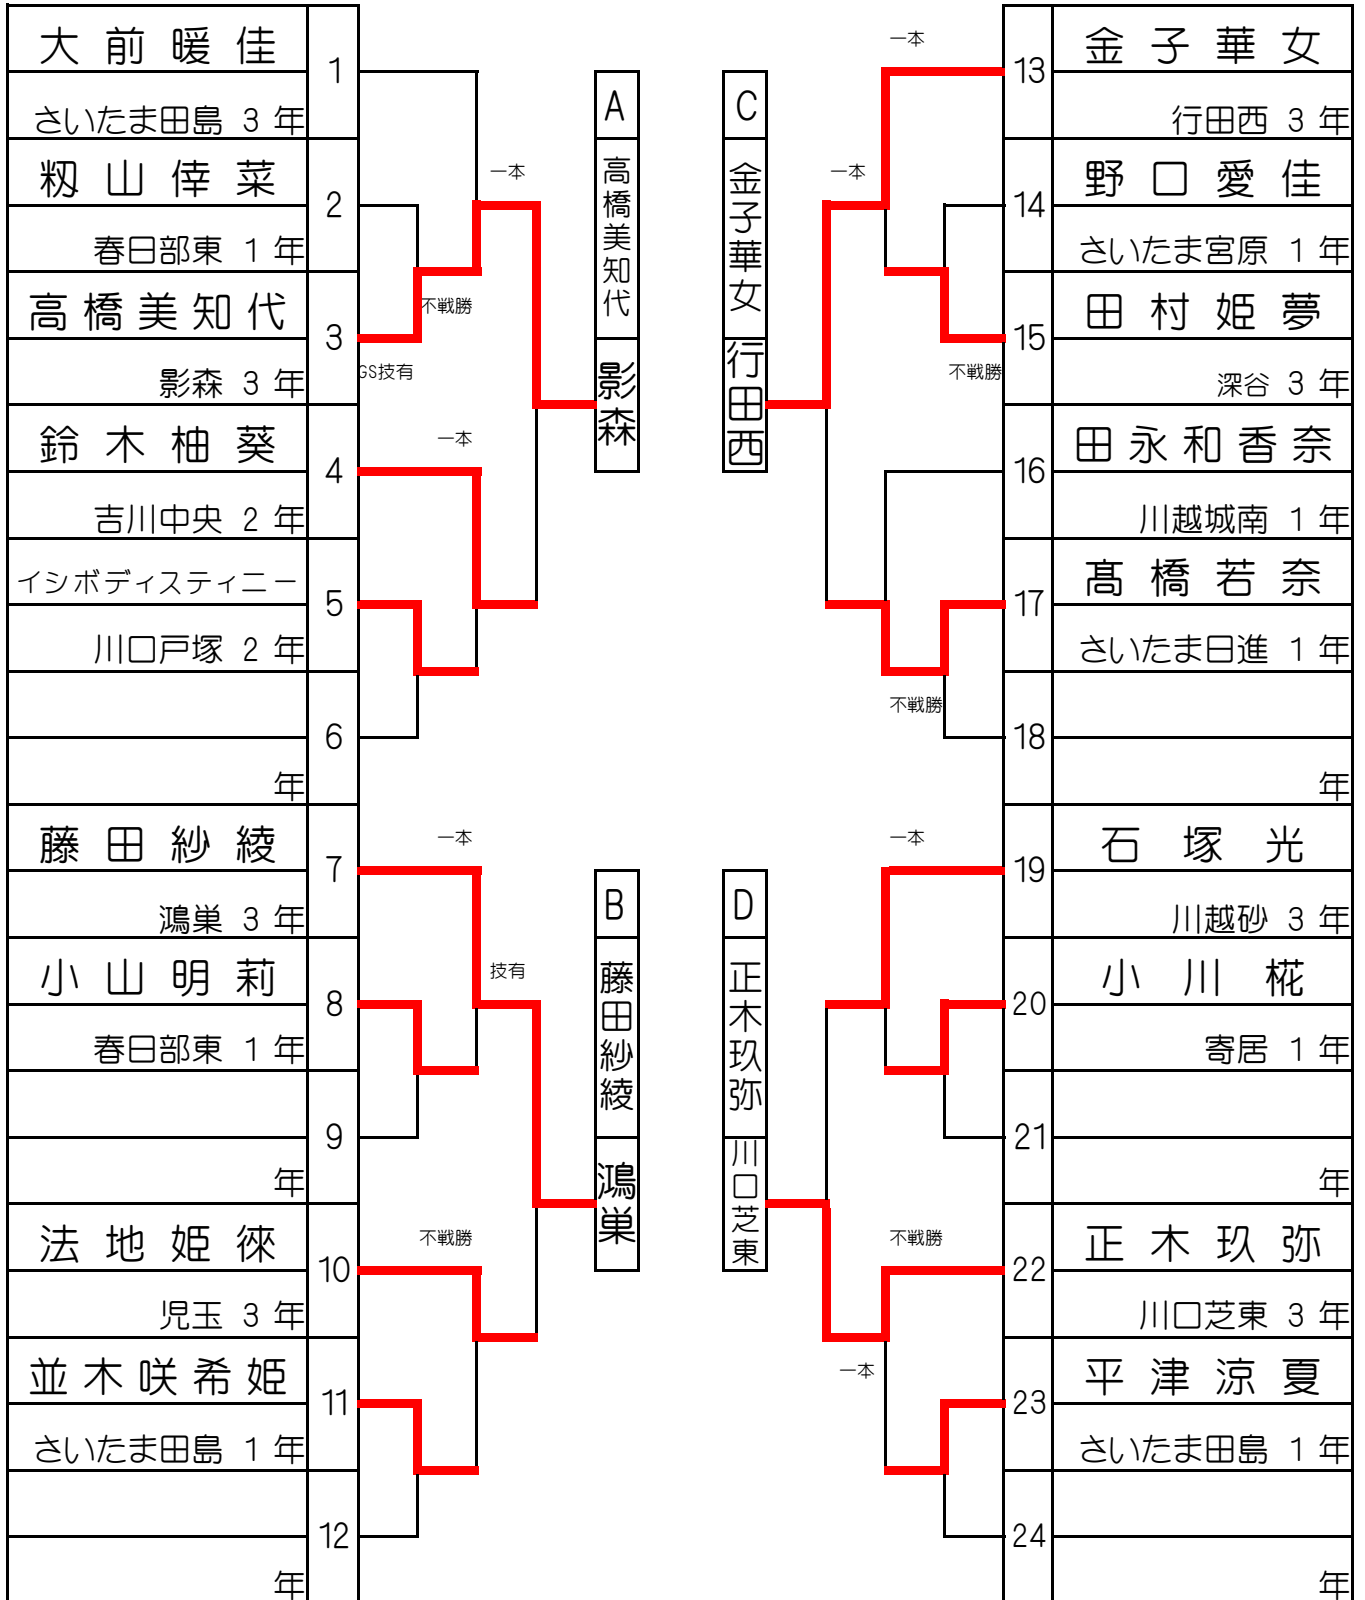 大前暖佳
1
さいたま田島 3 年
籾山倖菜
2
春日部東 1 年
高橋美知代
3
影森 3 年
鈴木柚葵
4
吉川中央 2 年
イシボディスティニー
5
川口戸塚 2 年
6
年
藤田紗綾
7
鴻巣 3 年
小山明莉
8
春日部東 1 年
9
年
法地姫徠
10
児玉 3 年
並木咲希姫
11
さいたま田島 1 年
12
年
一本
不戦勝
GS技有
一本
一本
技有
不戦勝
A
高橋美知代
影森
B
藤田紗綾
鴻巣
C
金子華女
行田西
D
正木玖弥
川口芝東
一本
一本
不戦勝
不戦勝
一本
不戦勝
一本
13
金子華女
行田西 3 年
14
野口愛佳
さいたま宮原 1 年
15
田村姫夢
深谷 3 年
16
田永和香奈
川越城南 1 年
17
髙橋若奈
さいたま日進 1 年
18
年
19
石塚光
川越砂 3 年
20
小川椛
寄居 1 年
21
年
22
正木玖弥
川口芝東 3 年
23
平津涼夏
さいたま田島 1 年
24
年